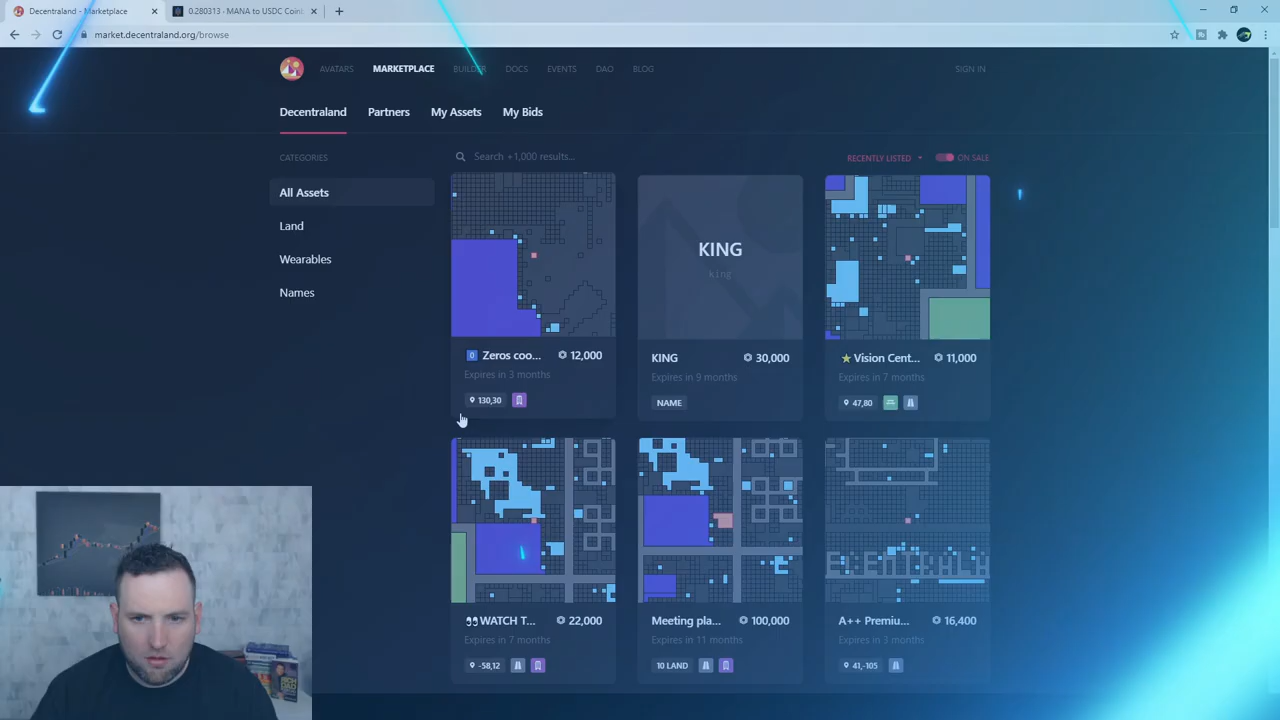 Decentraland - Marketplace
0.280313 - MANA to USDC Coin
market.decentraland.org/browse
AVATARS
MARKETPLACE
BUILDER
DOCS
EVENTS
DAO
BLOG
SIGN IN
Decentraland
Partners
My Assets
My Bids
CATEGORIES
Search +1,000 results...
RECENTLY LISTED
ON SALE
All Assets
Land
Wearables
Names
KING
king
0 Zeros coo... 12,000
Expires in 3 months
130,30
KING 30,000
Expires in 9 months
NAME
Vision Cent... 11,000
Expires in 7 months
47,80
WATCH T... 22,000
Expires in 7 months
-58,12
Meeting pla... 100,000
Expires in 11 months
10 LAND
A++ Premiu... 16,400
Expires in 3 months
41,-105